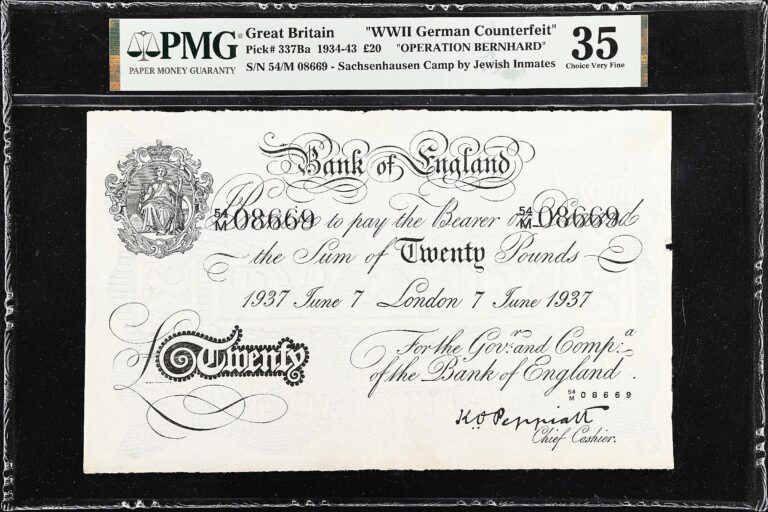 PMG
PAPER MONEY GUARANTY
Great Britain "WWII German Counterfeit"
Pick# 337Ba 1934-43 £20 "OPERATION BERNHARD"
S/N 54/M 08669 - Sachsenhausen Camp by Jewish Inmates
35
Choice Very Fine
Bank of England
54/M 08669 to pay the Bearer on 54/M 08669
the Sum of Twenty Pounds
1937 June 7 London 7 June 1937
£Twenty
For the Govr. and Compa.
of the Bank of England.
54/M 08669
K.O Peppiatt
Chief Cashier.